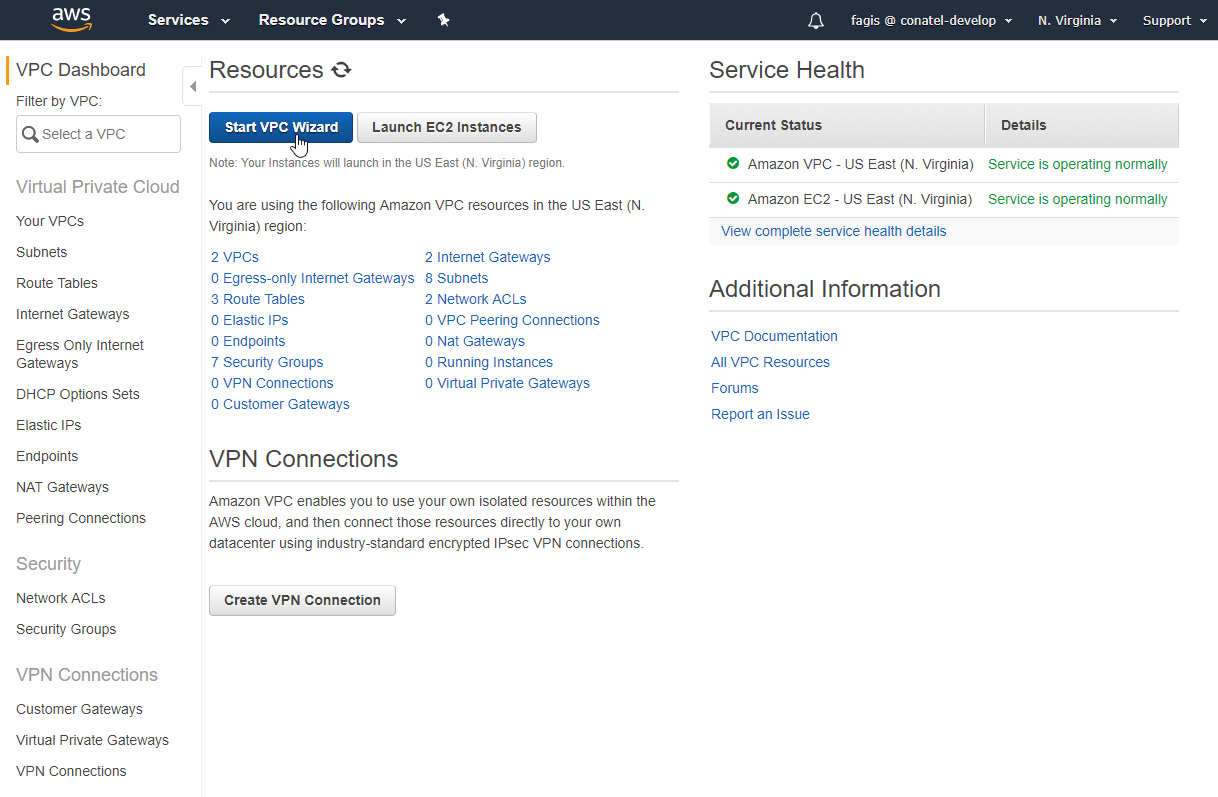 aws Services Resource Groups fagis @ conatel-develop N. Virginia Support
VPC Dashboard
Filter by VPC:
Select a VPC
Virtual Private Cloud
Your VPCs
Subnets
Route Tables
Internet Gateways
Egress Only Internet
Gateways
DHCP Options Sets
Elastic IPs
Endpoints
NAT Gateways
Peering Connections
Security
Network ACLs
Security Groups
VPN Connections
Customer Gateways
Virtual Private Gateways
VPN Connections
Resources
Start VPC Wizard Launch EC2 Instances
Note: Your Instances will launch in the US East (N. Virginia) region.
You are using the following Amazon VPC resources in the US East (N.
Virginia) region:
2 VPCs 2 Internet Gateways
0 Egress-only Internet Gateways 8 Subnets
3 Route Tables 2 Network ACLs
0 Elastic IPs 0 VPC Peering Connections
0 Endpoints 0 Nat Gateways
7 Security Groups 0 Running Instances
0 VPN Connections 0 Virtual Private Gateways
0 Customer Gateways
VPN Connections
Amazon VPC enables you to use your own isolated resources within the
AWS cloud, and then connect those resources directly to your own
datacenter using industry-standard encrypted IPsec VPN connections.
Create VPN Connection
Service Health
Current Status Details
Amazon VPC - US East (N. Virginia) Service is operating normally
Amazon EC2 - US East (N. Virginia) Service is operating normally
View complete service health details
Additional Information
VPC Documentation
All VPC Resources
Forums
Report an Issue